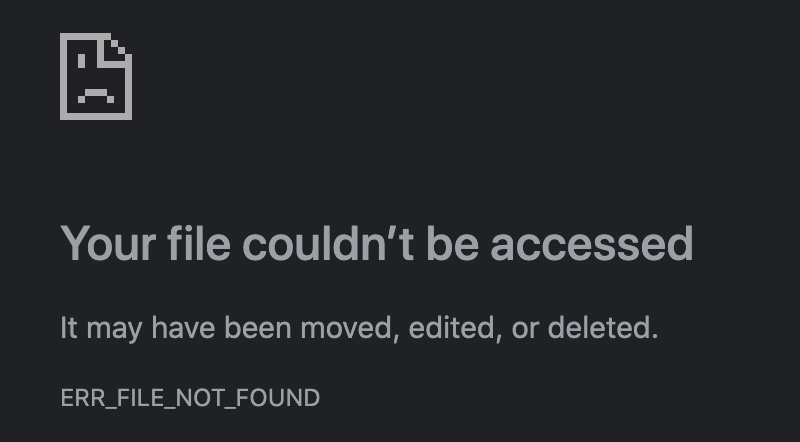 Your file couldn’t be accessed
It may have been moved, edited, or deleted.
ERR_FILE_NOT_FOUND